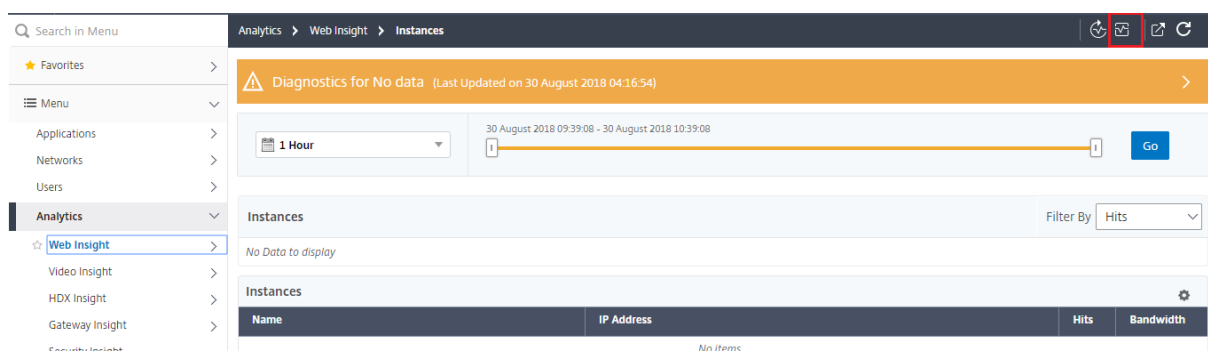 Search in Menu
Analytics > Web Insight > Instances
Favorites
Diagnostics for No data (Last Updated on 30 August 2018 04:16:54)
Menu
Applications
30 August 2018 09:39:08 - 30 August 2018 10:39:08
1 Hour
Go
Networks
Users
Analytics
Instances
Filter By Hits
Web Insight
No Data to display
Video Insight
HDX Insight
Instances
Gateway Insight
Name IP Address Hits Bandwidth
Security Insight
No items